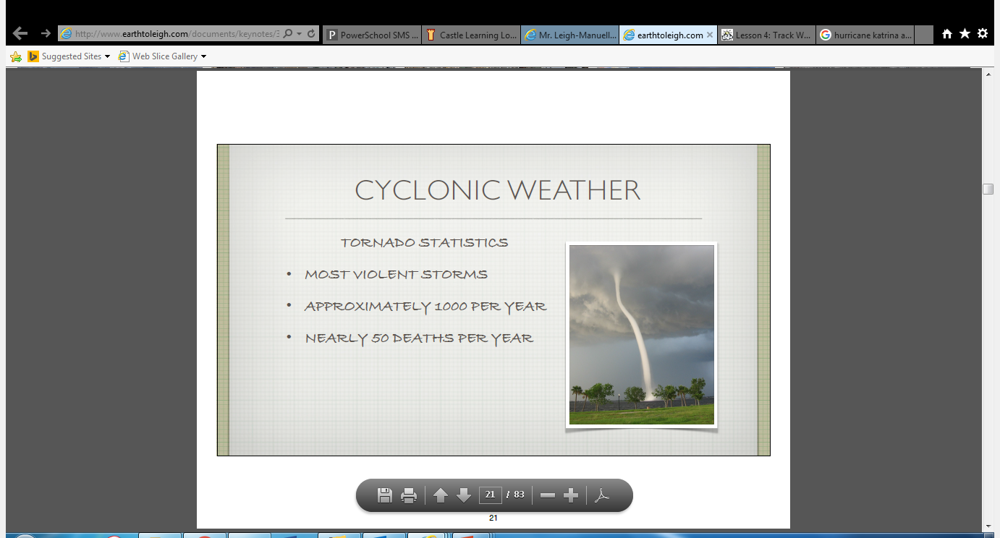 http://www.earthtoleigh.com/documents/keynotes/3
PowerSchool SMS ...
Castle Learning Lo...
Mr. Leigh-Manuell...
earthtoleigh.com
Lesson 4: Track W...
hurricane katrina a...
Suggested Sites
Web Slice Gallery
CYCLONIC WEATHER
TORNADO STATISTICS
• MOST VIOLENT STORMS
• APPROXIMATELY 1000 PER YEAR
• NEARLY 50 DEATHS PER YEAR
21 / 83
21